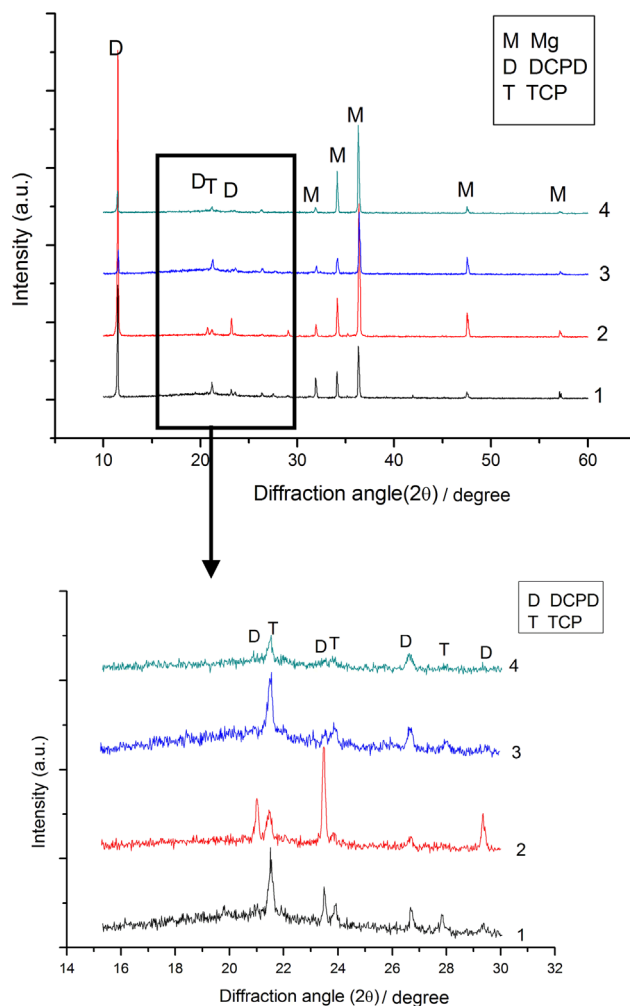 D
M Mg
D DCPD
T TCP
M
M
D T D
M
M
M
4
3
2
1
Intensity (a.u.)
10 20 30 40 50 60
Diffraction angle(2θ) / degree
D DCPD
T TCP
D T D T D T D
4
3
2
1
Intensity (a.u.)
14 16 18 20 22 24 26 28 30 32
Diffraction angle (2θ) / degree